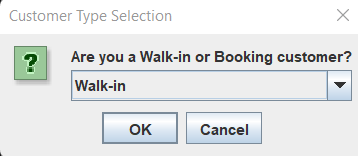 Customer Type Selection
Are you a Walk-in or Booking customer?
Walk-in
OK
Cancel